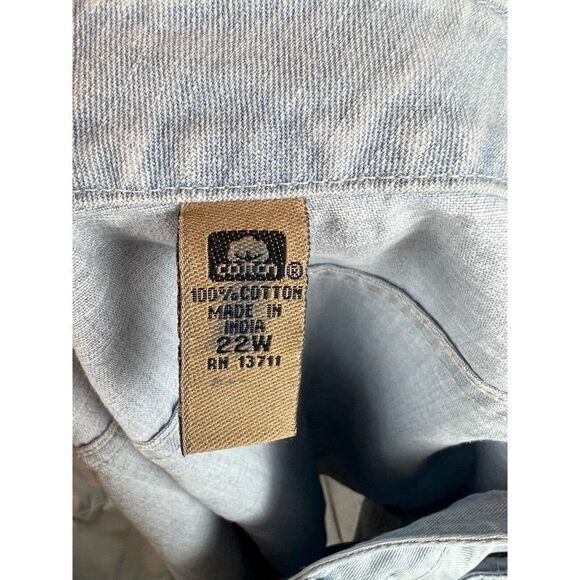 cotton ®
100% COTTON
MADE IN
INDIA
22W
RN 13711